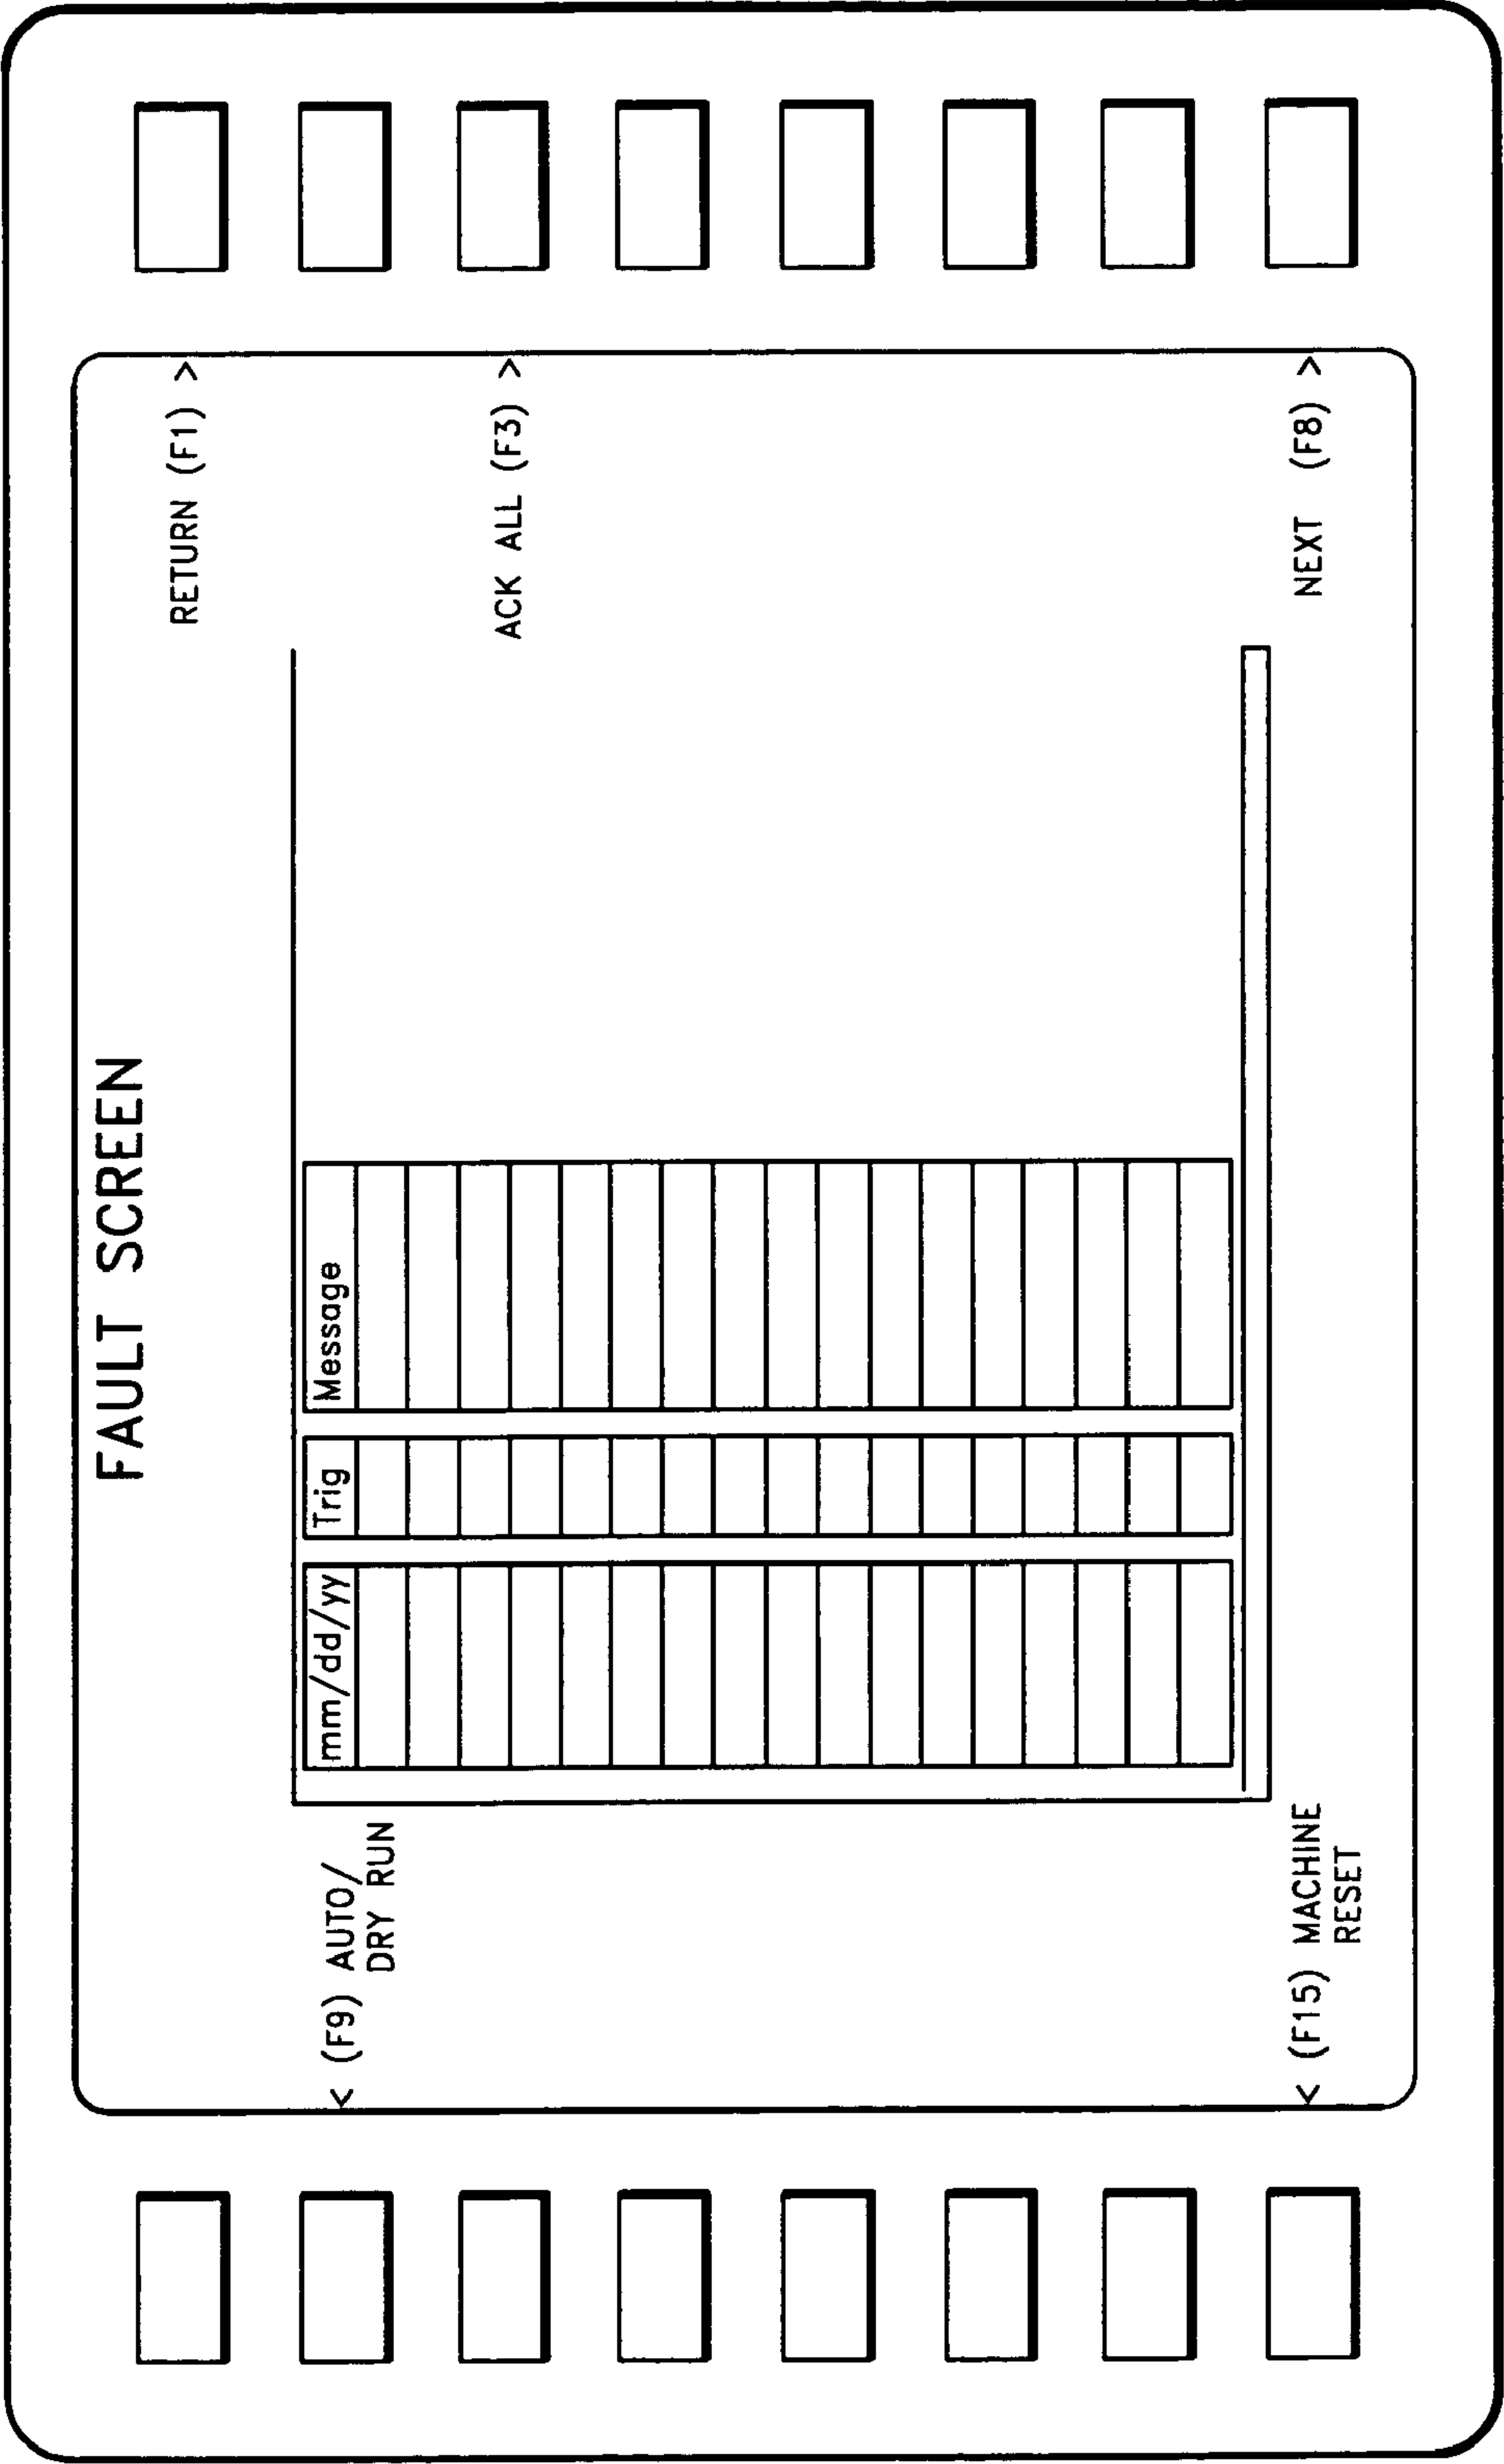 FAULT SCREEN
RETURN (F1) >
< (F9) AUTO/
DRY RUN
mm/dd/yy Trig Message
ACK ALL (F3) >
< (F15) MACHINE
RESET
NEXT (F8) >